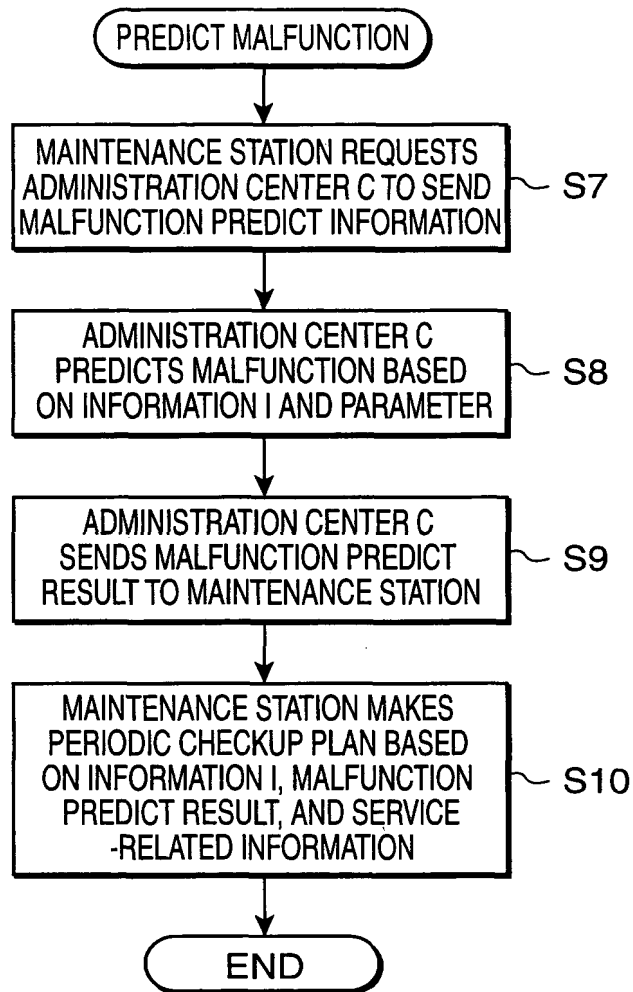 PREDICT MALFUNCTION
MAINTENANCE STATION REQUESTS
ADMINISTRATION CENTER C TO SEND
MALFUNCTION PREDICT INFORMATION
S7
ADMINISTRATION CENTER C
PREDICTS MALFUNCTION BASED
ON INFORMATION I AND PARAMETER
S8
ADMINISTRATION CENTER C
SENDS MALFUNCTION PREDICT
RESULT TO MAINTENANCE STATION
S9
MAINTENANCE STATION MAKES
PERIODIC CHECKUP PLAN BASED
ON INFORMATION I, MALFUNCTION
PREDICT RESULT, AND SERVICE
-RELATED INFORMATION
S10
END